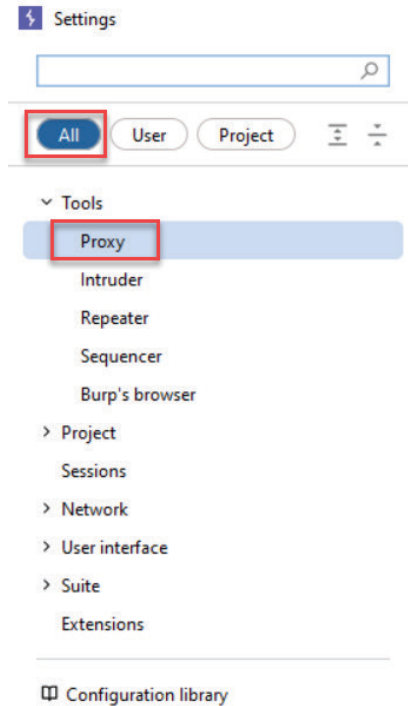 Settings
All User Project
Tools
Proxy
Intruder
Repeater
Sequencer
Burp's browser
Project
Sessions
Network
User interface
Suite
Extensions
Configuration library